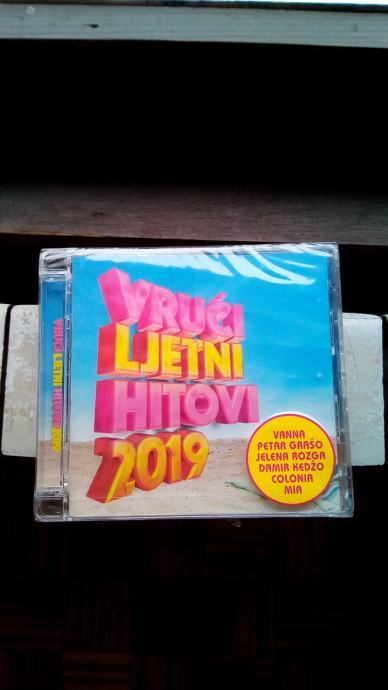 VRUĆI LJETNI HITOVI 2019
VRUĆI
LJETNI
HITOVI
2019
VANNA
PETAR GRAŠO
JELENA ROZGA
DAMIR KEDŽO
COLONIA
MIA